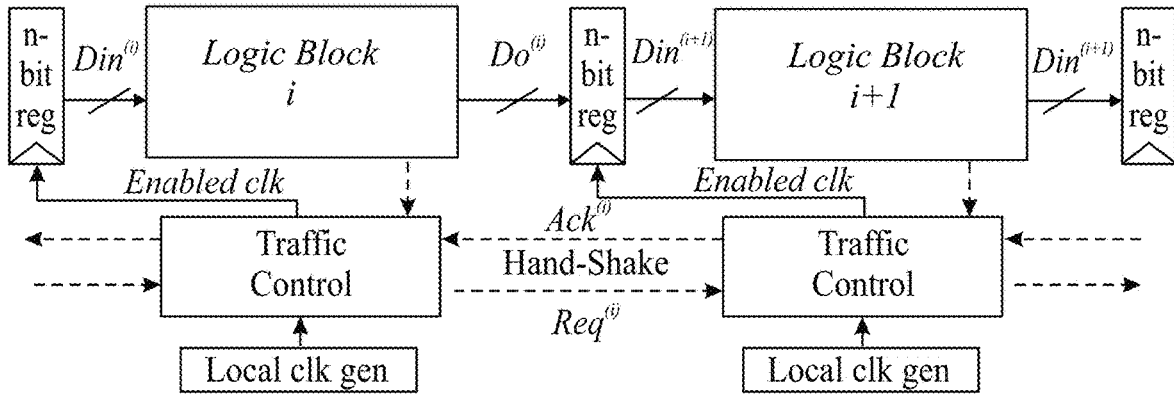 n-
bit
reg
Din^(i)
Logic Block
i
Do^(i)
n-
bit
reg
Din^(i+1)
Logic Block
i+1
Din^(i+1)
n-
bit
reg
Enabled clk
Enabled clk
Traffic
Control
Ack^(i)
Hand-Shake
Req^(i)
Traffic
Control
Local clk gen
Local clk gen